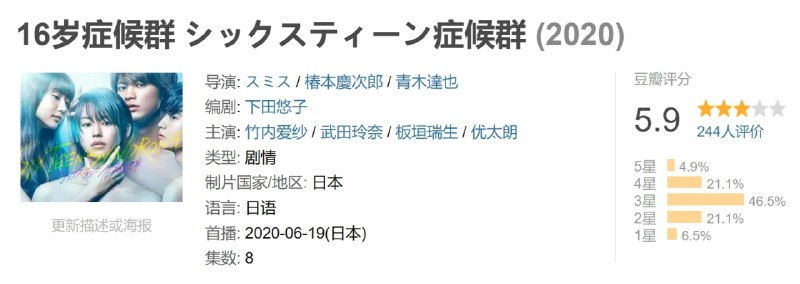 16岁症候群 シックスティーン症候群 (2020)
导演: スミス / 椿本慶次郎 / 青木達也
编剧: 下田悠子
主演: 竹内爱纱 / 武田玲奈 / 板垣瑞生 / 优太朗
类型: 剧情
制片国家/地区: 日本
语言: 日语
首播: 2020-06-19(日本)
集数: 8
更新描述或海报
豆瓣评分
5.9
244人评价
5星 4.9%
4星 21.1%
3星 46.5%
2星 21.1%
1星 6.5%